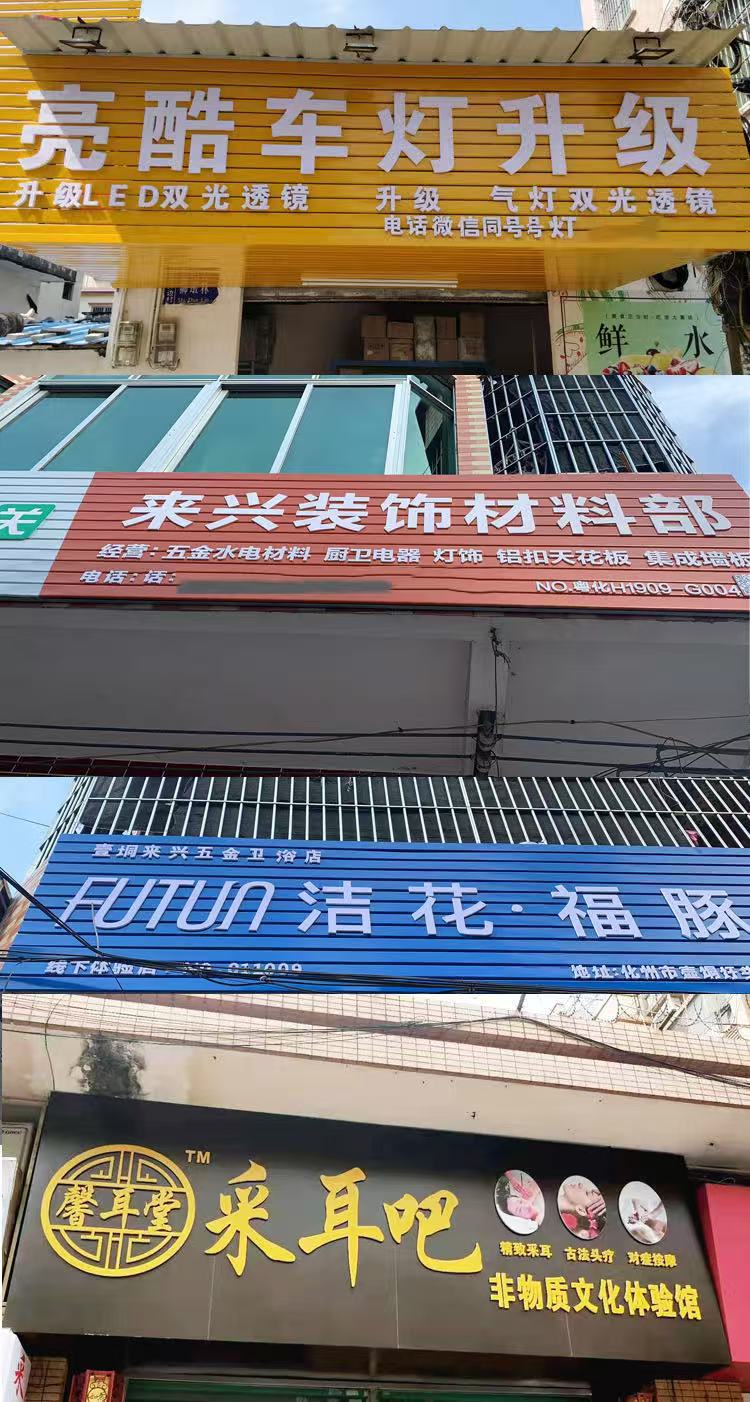 亮酷车灯升级
升级LED双光透镜 升级 气灯双光透镜
电话微信同号号灯
鲜 水
来兴装饰材料部
经营:五金水电材料 厨卫电器 灯饰 铝扣天花板 集成墙板
电话:话:
NO.粤化H1909-G004
壹垌来兴五金卫浴店
FUTUN 洁花·福豚
线下体验店
地址:化州市
馨耳堂 TM
采耳吧
精致采耳 古法头疗 对症按摩
非物质文化体验馆